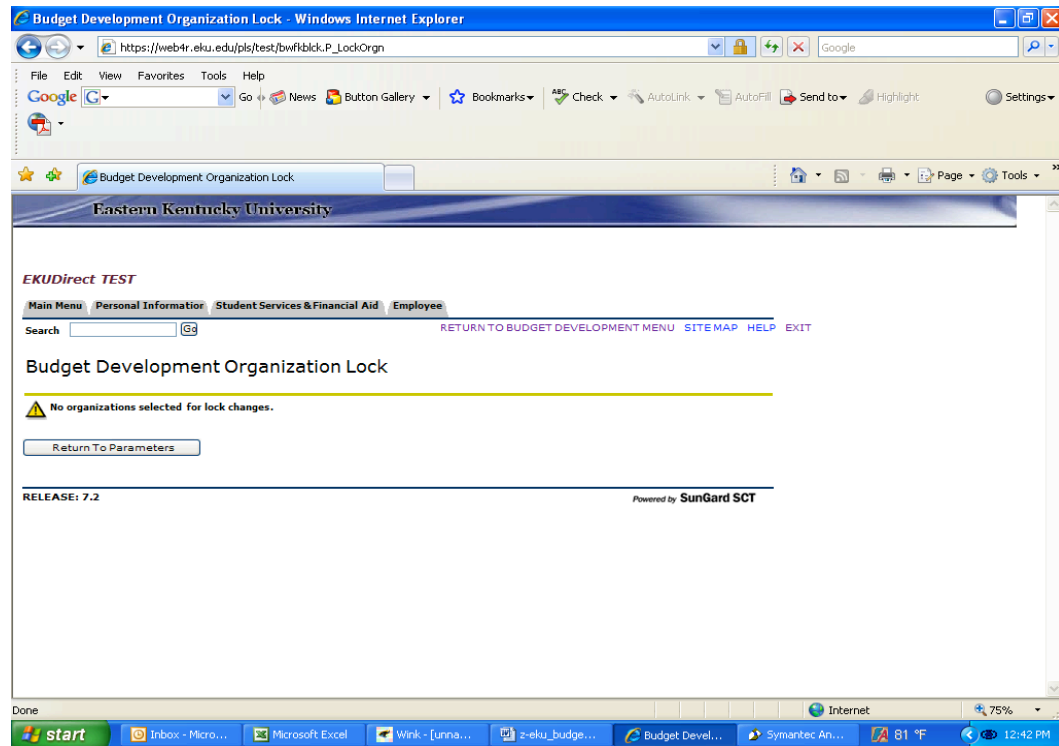 Budget Development Organization Lock - Windows Internet Explorer
https://web4r.eku.edu/pls/test/bwfkblck.P_LockOrgn
Google
File Edit View Favorites Tools Help
Google G Go News Button Gallery Bookmarks ABC Check AutoLink AutoFill Send to Highlight Settings
Budget Development Organization Lock
Page Tools »
Eastern Kentucky University
EKUDirect TEST
Main Menu Personal Information Student Services & Financial Aid Employee
Search Go RETURN TO BUDGET DEVELOPMENT MENU SITE MAP HELP EXIT
Budget Development Organization Lock
No organizations selected for lock changes.
Return To Parameters
RELEASE: 7.2 Powered by SunGard SCT
Done Internet 75%
start Inbox - Micro... Microsoft Excel Wink - [unna... z-eku_budge... Budget Devel... Symantec An... 81 °F 12:42 PM